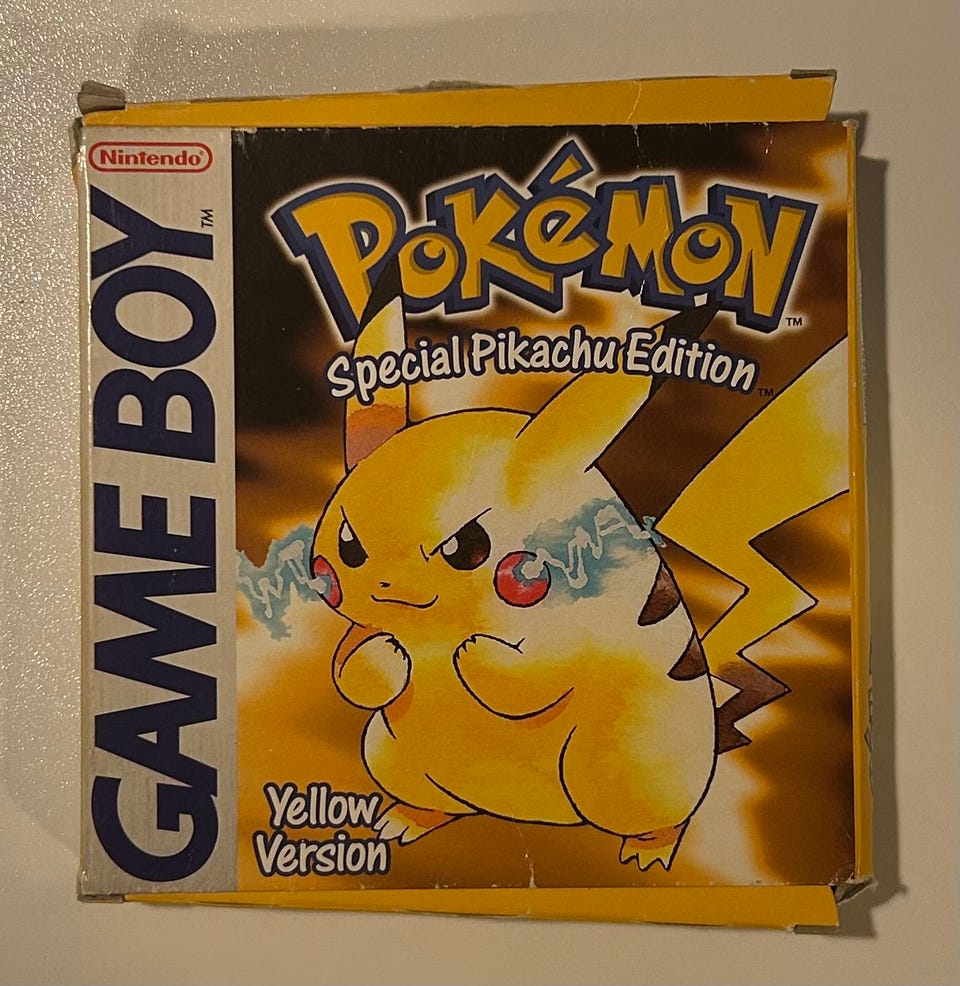 Nintendo®
GAME BOY™
POKéMON™
Special Pikachu Edition™
Yellow
Version